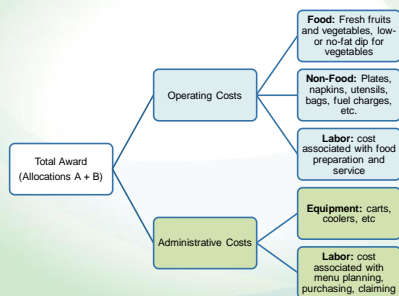 Food: Fresh fruits
and vegetables, low-
or no-fat dip for
vegetables
Non-Food: Plates,
napkins, utensils,
bags, fuel charges,
etc.
Operating Costs
Labor: cost
associated with food
preparation and
service
Total Award
(Allocations A + B)
Equipment: carts,
coolers, etc
Administrative Costs
Labor: cost
associated with
menu planning,
purchasing, claiming